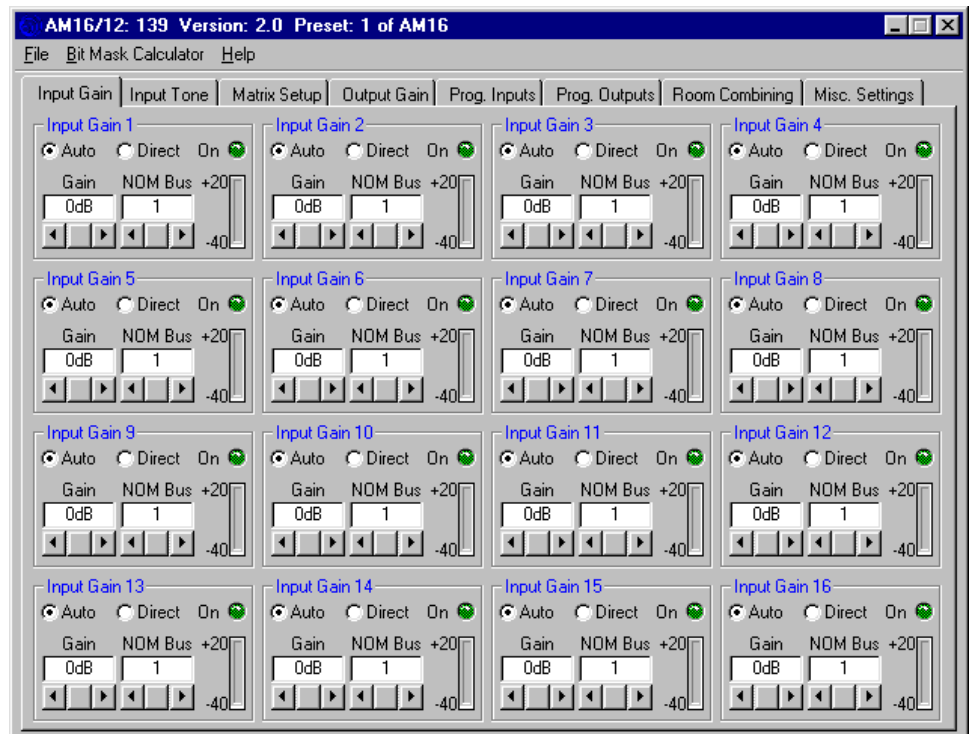 AM16/12: 139 Version: 2.0 Preset: 1 of AM16
File Bit Mask Calculator Help
Input Gain Input Tone Matrix Setup Output Gain Prog. Inputs Prog. Outputs Room Combining Misc. Settings
Input Gain 1 Input Gain 2 Input Gain 3 Input Gain 4
Auto Direct On Auto Direct On Auto Direct On Auto Direct On
Gain NOM Bus +20 Gain NOM Bus +20 Gain NOM Bus +20 Gain NOM Bus +20
0dB 1 0dB 1 0dB 1 0dB 1
-40 -40 -40 -40
Input Gain 5 Input Gain 6 Input Gain 7 Input Gain 8
Auto Direct On Auto Direct On Auto Direct On Auto Direct On
Gain NOM Bus +20 Gain NOM Bus +20 Gain NOM Bus +20 Gain NOM Bus +20
0dB 1 0dB 1 0dB 1 0dB 1
-40 -40 -40 -40
Input Gain 9 Input Gain 10 Input Gain 11 Input Gain 12
Auto Direct On Auto Direct On Auto Direct On Auto Direct On
Gain NOM Bus +20 Gain NOM Bus +20 Gain NOM Bus +20 Gain NOM Bus +20
0dB 1 0dB 1 0dB 1 0dB 1
-40 -40 -40 -40
Input Gain 13 Input Gain 14 Input Gain 15 Input Gain 16
Auto Direct On Auto Direct On Auto Direct On Auto Direct On
Gain NOM Bus +20 Gain NOM Bus +20 Gain NOM Bus +20 Gain NOM Bus +20
0dB 1 0dB 1 0dB 1 0dB 1
-40 -40 -40 -40